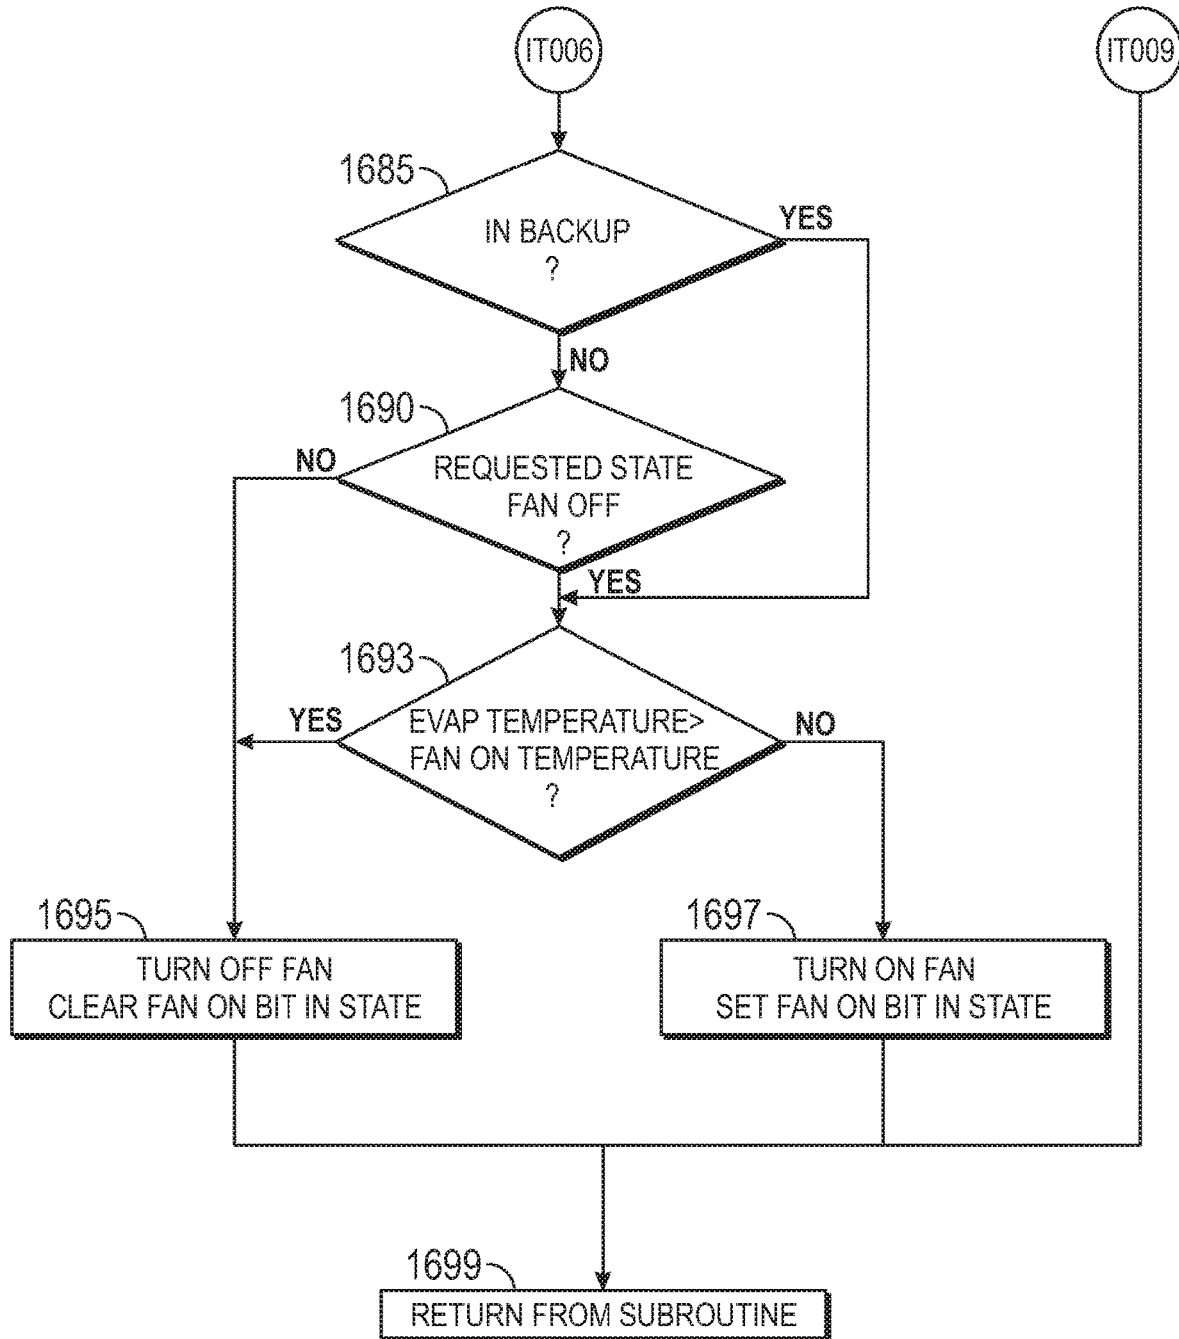 IT006
IT009
1685
IN BACKUP
?
YES
NO
1690
REQUESTED STATE
FAN OFF
?
NO
YES
1693
EVAP TEMPERATURE>
FAN ON TEMPERATURE
?
YES
NO
1695
TURN OFF FAN
CLEAR FAN ON BIT IN STATE
1697
TURN ON FAN
SET FAN ON BIT IN STATE
1699
RETURN FROM SUBROUTINE